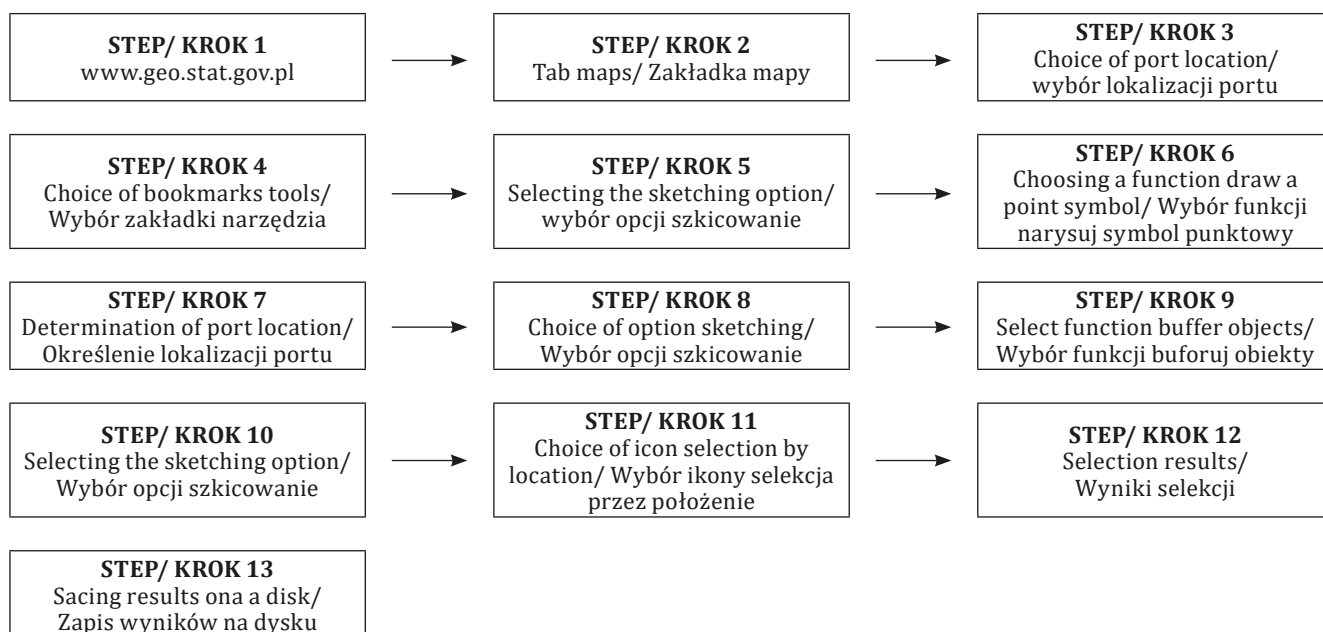 STEP/ KROK 1
www.geo.stat.gov.pl
STEP/ KROK 2
Tab maps/ Zakładka mapy
STEP/ KROK 3
Choice of port location/
wybór lokalizacji portu
STEP/ KROK 4
Choice of bookmarks tools/
Wybór zakładki narzędzia
STEP/ KROK 5
Selecting the sketching option/
wybór opcji szkicowanie
STEP/ KROK 6
Choosing a function draw a
point symbol/ Wybór funkcji
narysuj symbol punktowy
STEP/ KROK 7
Determination of port location/
Określenie lokalizacji portu
STEP/ KROK 8
Choice of option sketching/
Wybór opcji szkicowanie
STEP/ KROK 9
Select function buffer objects/
Wybór funkcji buforuj obiekty
STEP/ KROK 10
Selecting the sketching option/
Wybór opcji szkicowanie
STEP/ KROK 11
Choice of icon selection by
location/ Wybór ikony selekcja
przez położenie
STEP/ KROK 12
Selection results/
Wyniki selekcji
STEP/ KROK 13
Sacing results ona a disk/
Zapis wyników na dysku